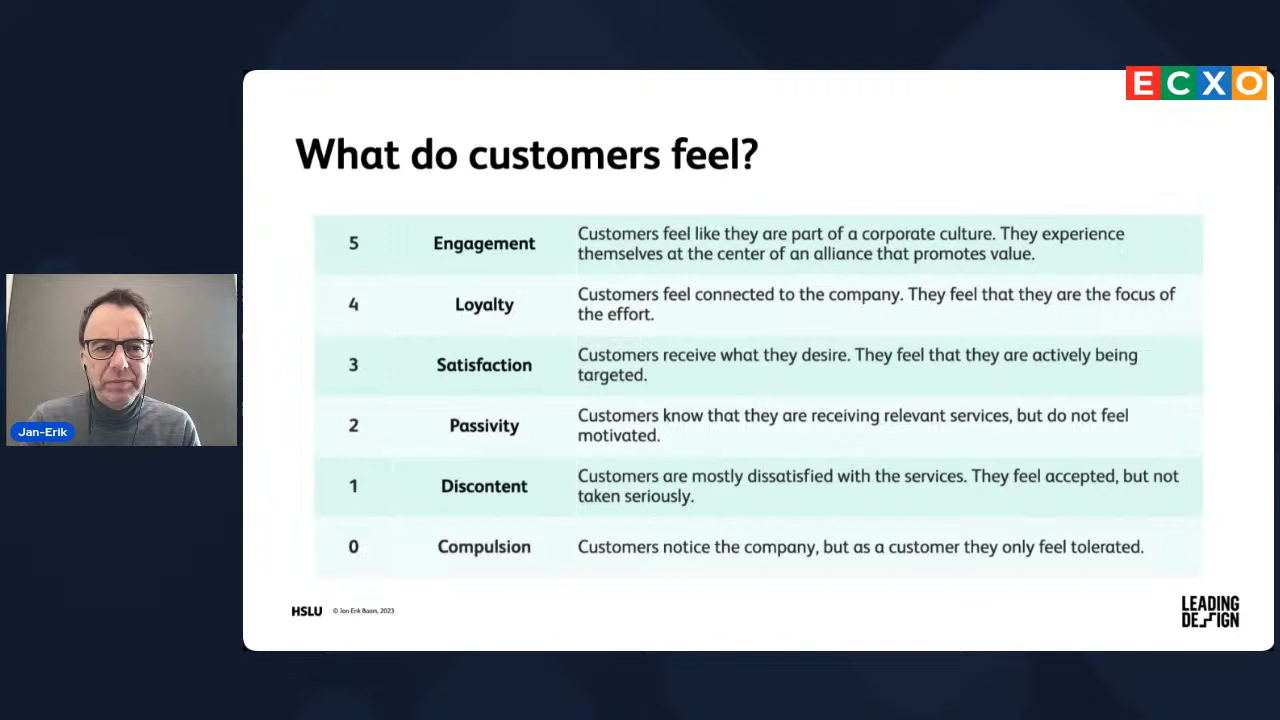 ECXO
What do customers feel?
5 Engagement Customers feel like they are part of a corporate culture. They experience
themselves at the center of an alliance that promotes value.
4 Loyalty Customers feel connected to the company. They feel that they are the focus of
the effort.
3 Satisfaction Customers receive what they desire. They feel that they are actively being
targeted.
2 Passivity Customers know that they are receiving relevant services, but do not feel
motivated.
1 Discontent Customers are mostly dissatisfied with the services. They feel accepted, but not
taken seriously.
0 Compulsion Customers notice the company, but as a customer they only feel tolerated.
Jan-Erik
HSLU © Jan-Erik Baars, 2023
LEADING
DESIGN